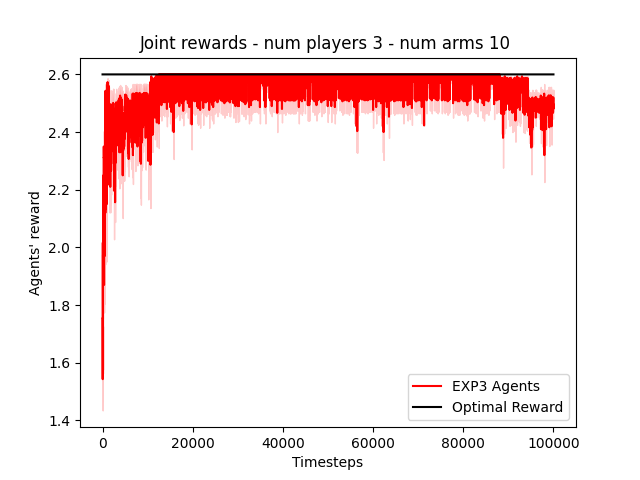 Joint rewards - num players 3 - num arms 10
2.6
2.4
2.2
2.0
1.8
1.6
1.4
Agents' reward
0
20000
40000
60000
80000
100000
Timesteps
EXP3 Agents
Optimal Reward